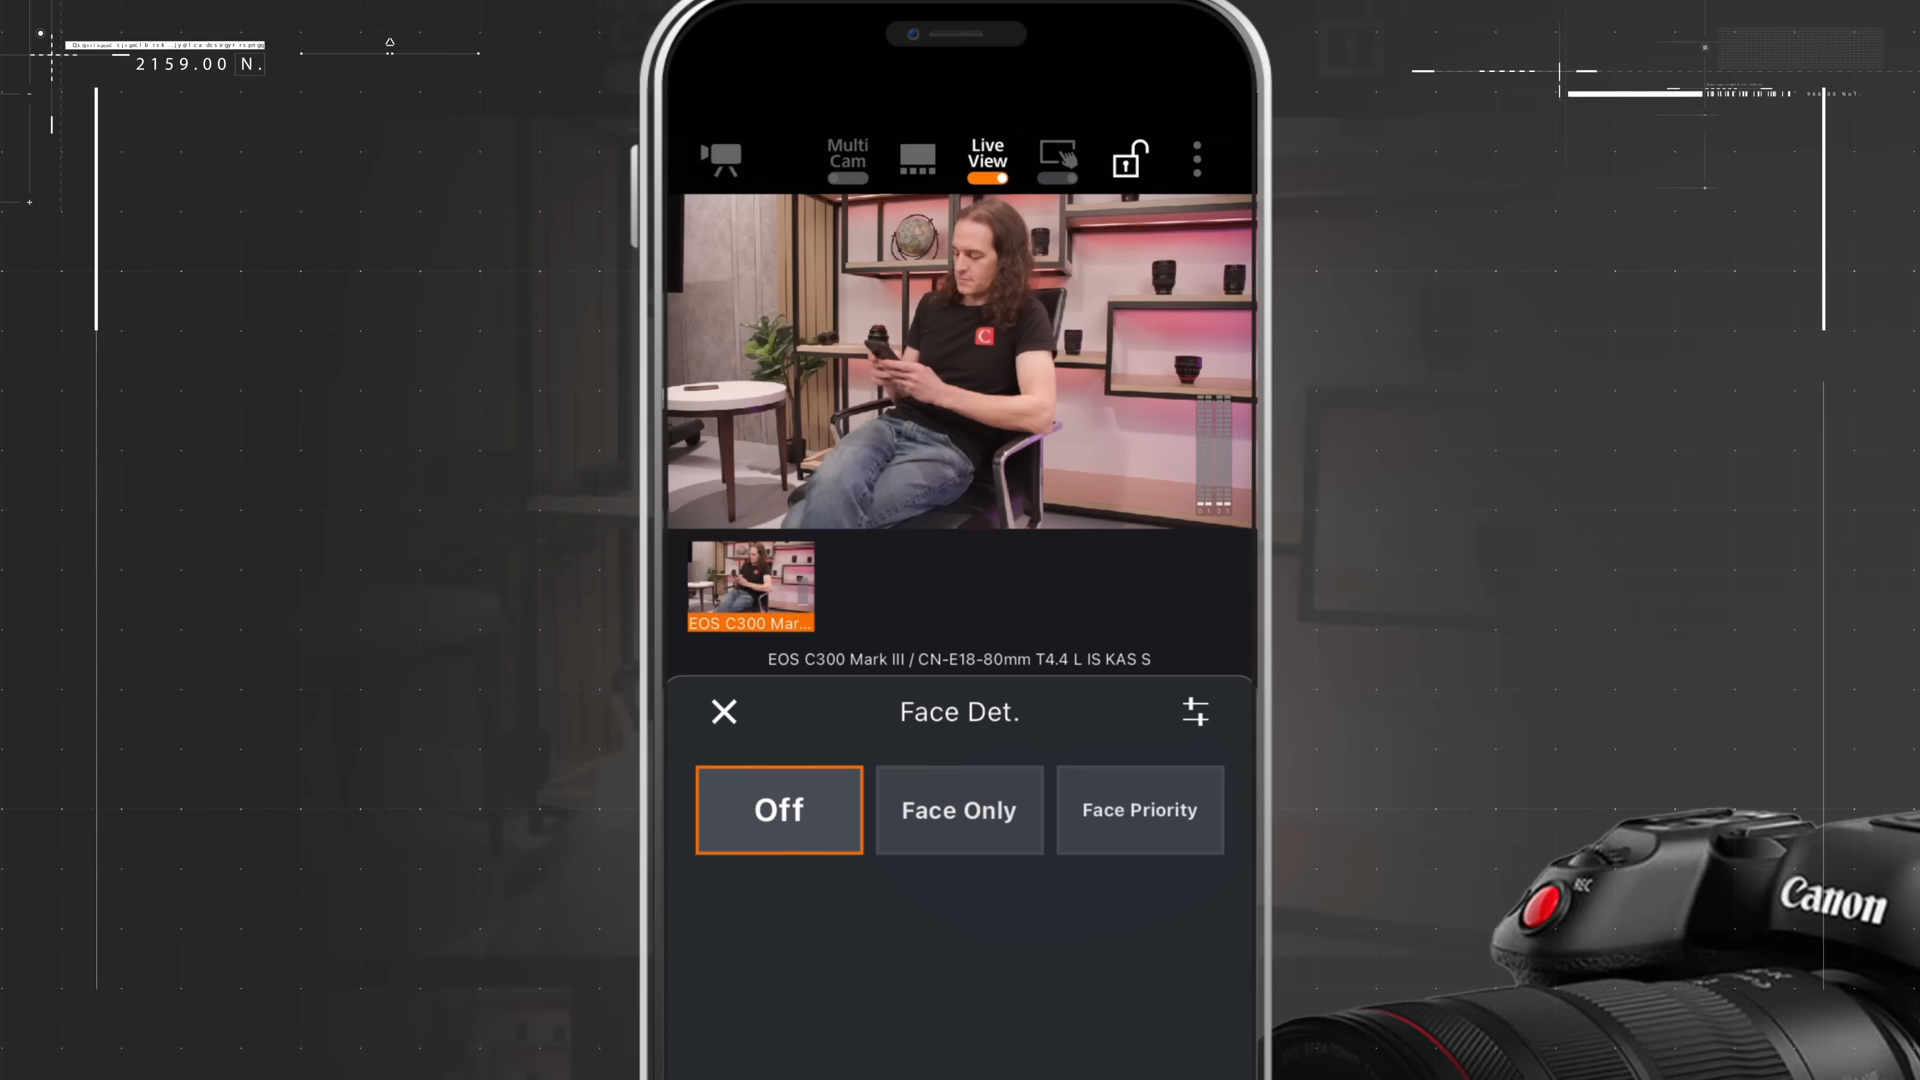 2159.00 N.
Multi
Cam
Live
View
C
EOS C300 Mar...
EOS C300 Mark III / CN-E18-80mm T4.4 L IS KAS S
Face Det.
Off
Face Only
Face Priority
REC
Canon